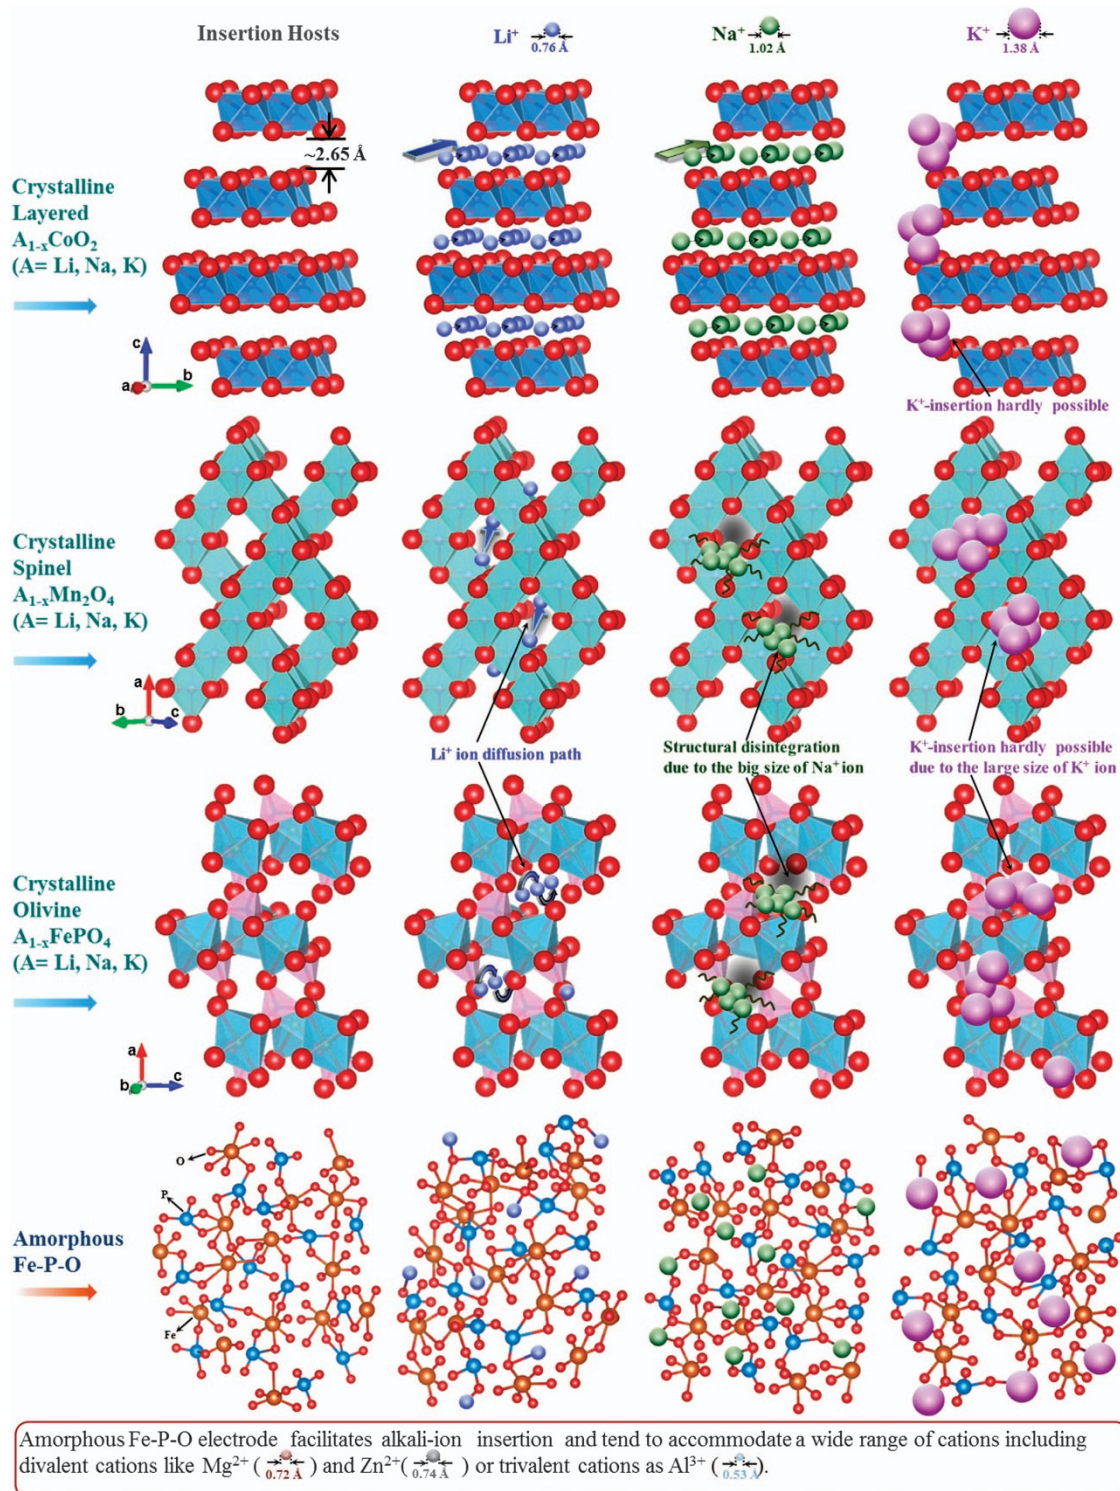 Insertion Hosts
Li⁺
0.76 Å
Na⁺
1.02 Å
K⁺
1.38 Å
~2.65 Å
Crystalline
Layered
A₁₋ₓCoO₂
(A= Li, Na, K)
c
a
b
K⁺-insertion hardly possible
Crystalline
Spinel
A₁₋ₓMn₂O₄
(A= Li, Na, K)
a
b
c
Li⁺ ion diffusion path
Structural disintegration
due to the big size of Na⁺ ion
K⁺-insertion hardly possible
due to the large size of K⁺ ion
Crystalline
Olivine
A₁₋ₓFePO₄
(A= Li, Na, K)
a
b
c
O
P
Amorphous
Fe-P-O
Fe
Amorphous Fe-P-O electrode facilitates alkali-ion insertion and tend to accommodate a wide range of cations including
divalent cations like Mg²⁺ ( 0.72 Å ) and Zn²⁺( 0.74 Å ) or trivalent cations as Al³⁺ ( 0.53 Å ).